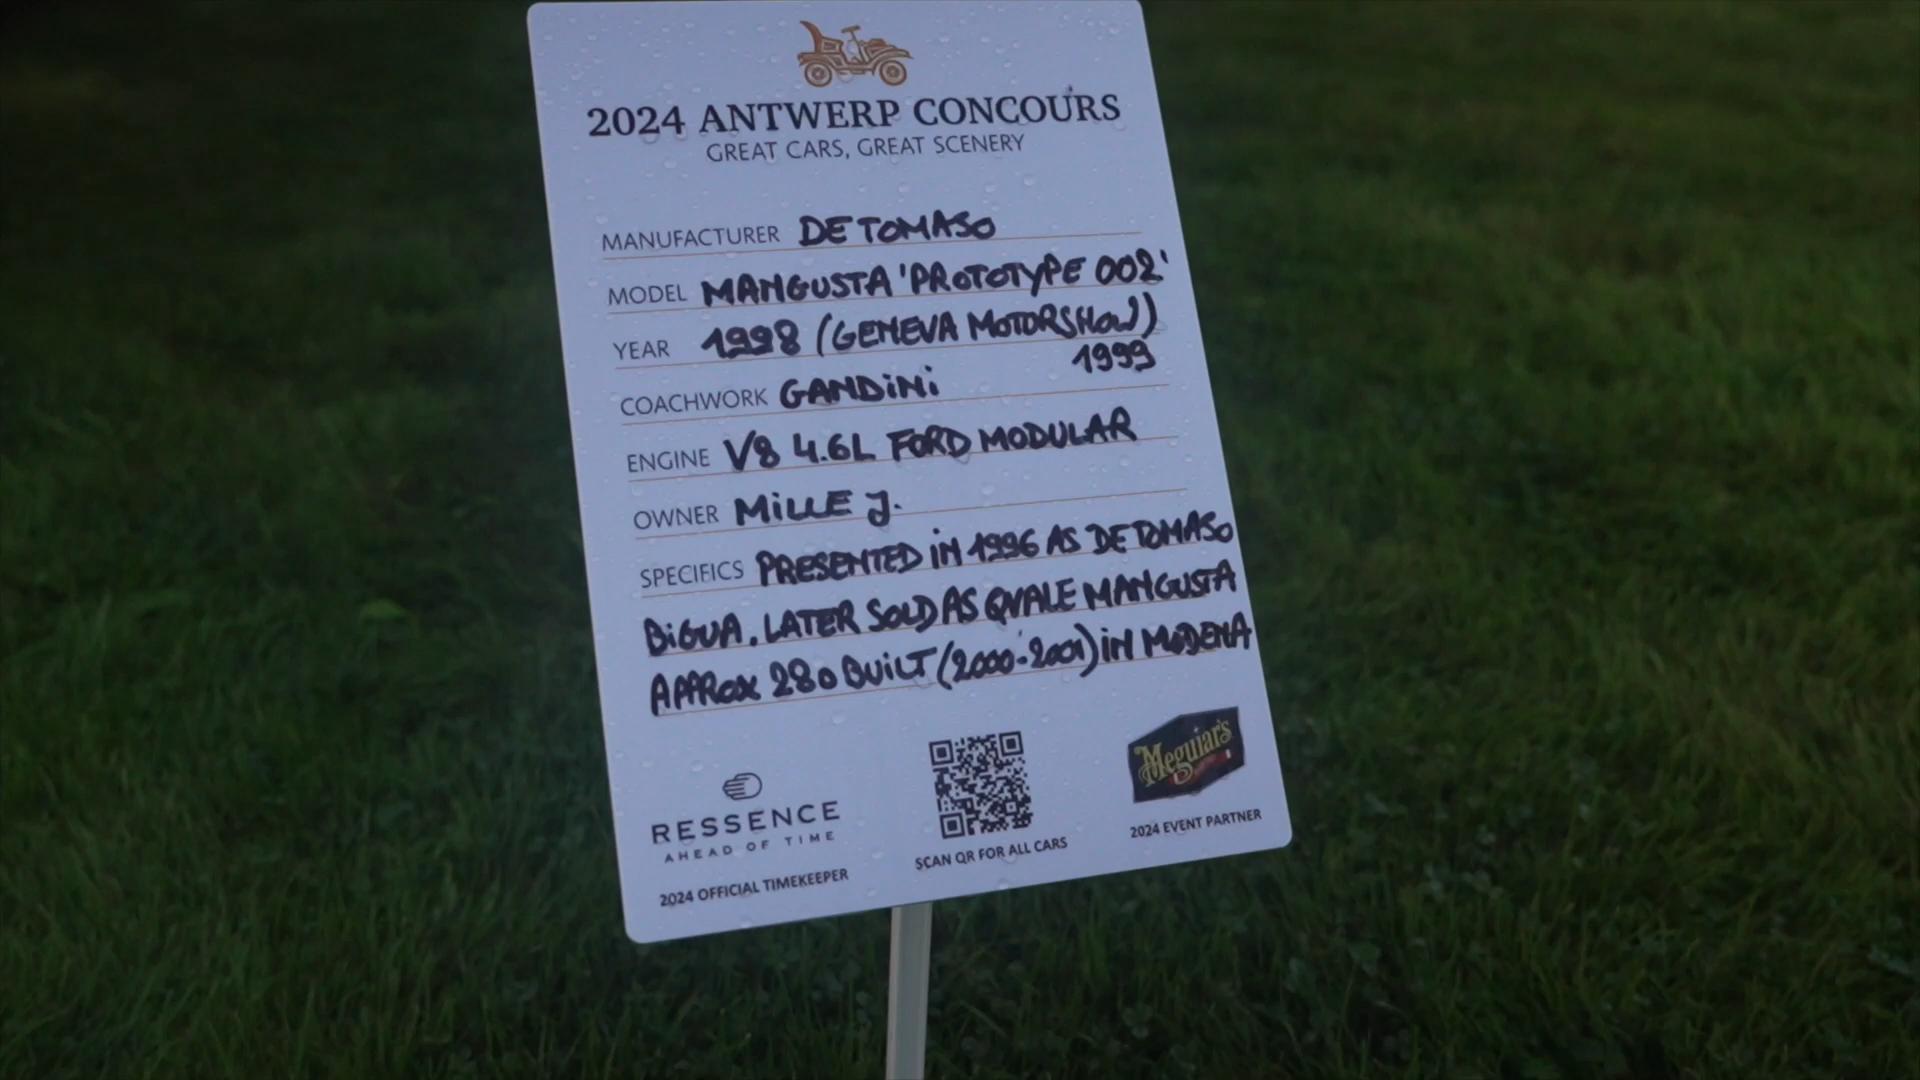 2024 ANTWERP CONCOURS
GREAT CARS, GREAT SCENERY
MANUFACTURER DE TOMASO
MODEL MANGUSTA 'PROTOTYPE 002'
YEAR 1998 (GENEVA MOTORSHOW)
1999
COACHWORK GANDiNi
ENGINE V8 4.6L FORD MODULAR
OWNER MiLLE J.
SPECIFICS PRESENTED iN 1996 AS DE TOMASO
BiGUA. LATER SOLD AS QVALE MANGUSTA
APPROX 280 BUiLT (2000-2001) iN MODENA
RESSENCE
AHEAD OF TIME
2024 OFFICIAL TIMEKEEPER
SCAN QR FOR ALL CARS
Meguiar's
2024 EVENT PARTNER